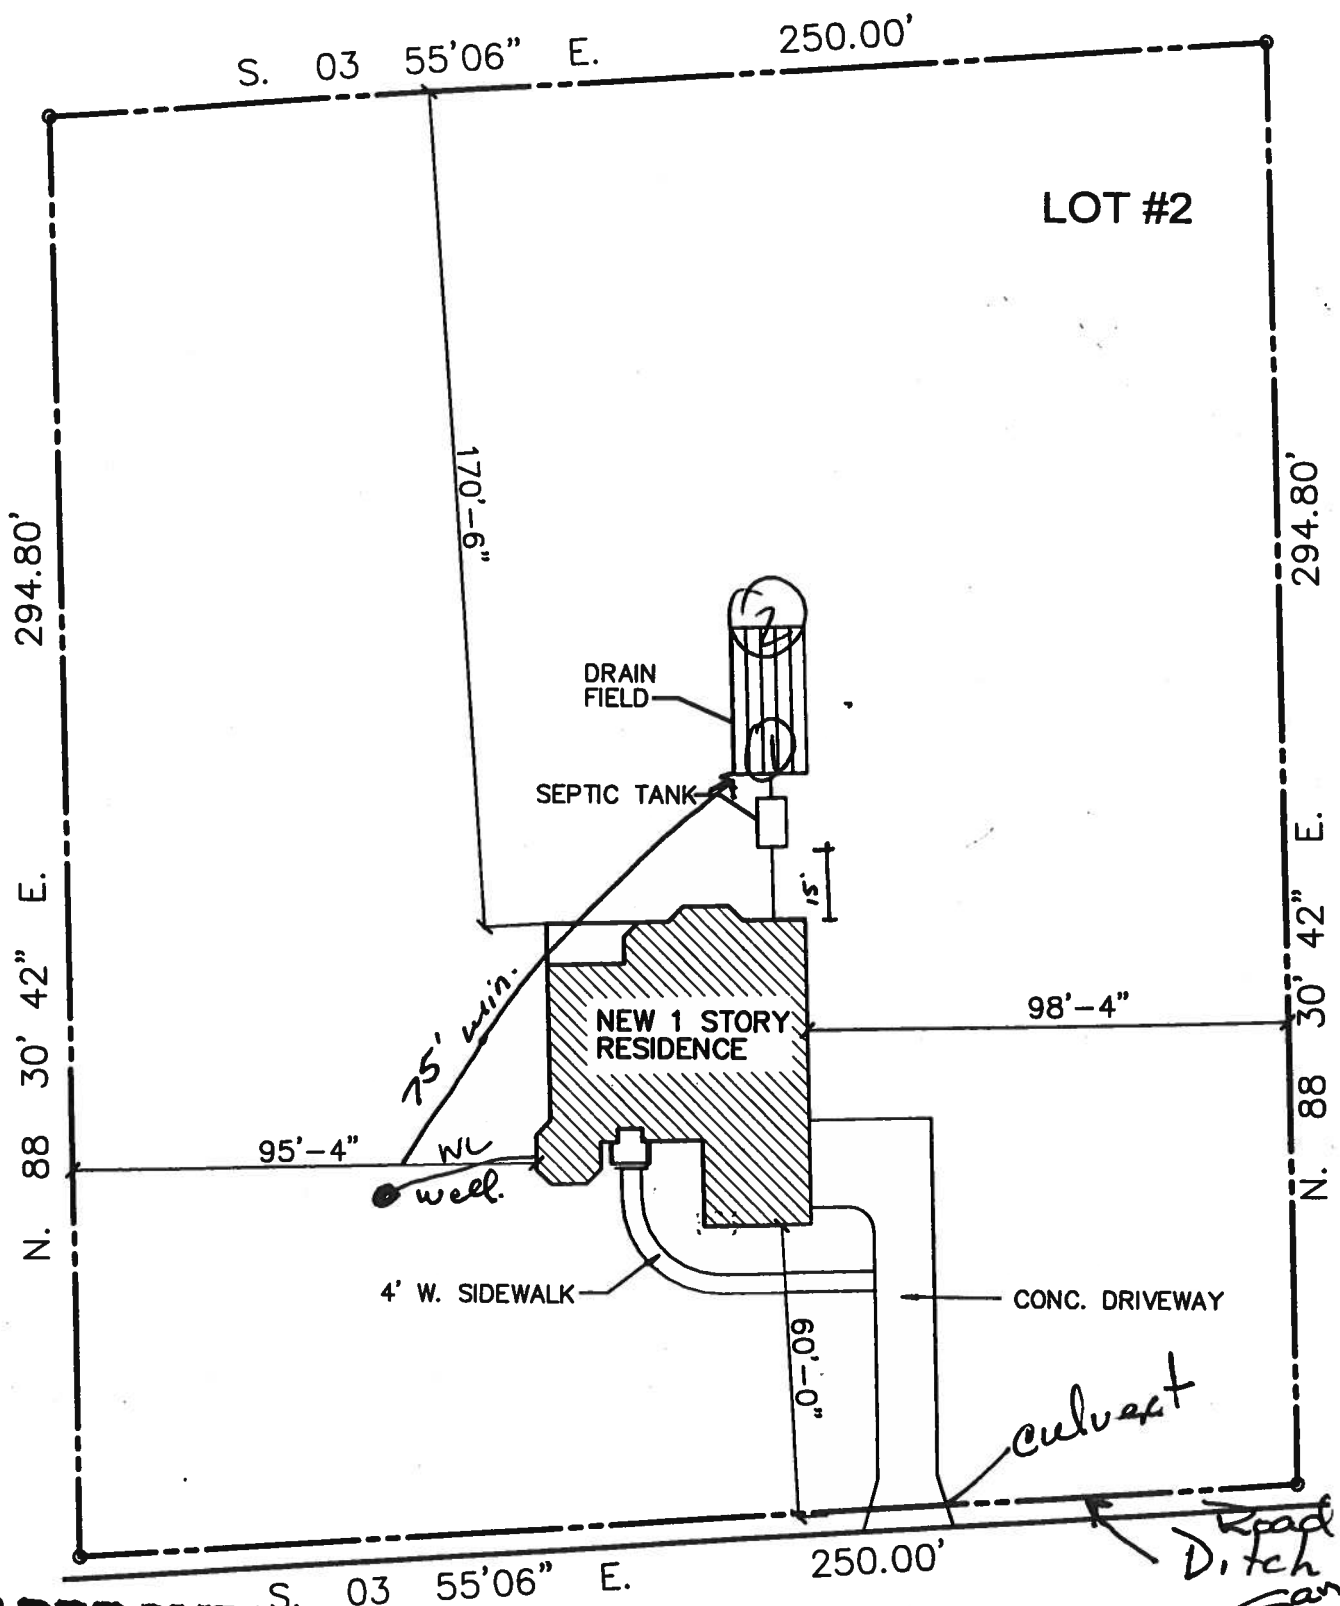 S. 03 55'06" E. 250.00'
LOT #2
170'-6"
294.80'
294.80'
DRAIN
FIELD
SEPTIC TANK
15'
N. 88 30' 42" E.
N. 88 30' 42" E.
75' min.
NEW 1 STORY
RESIDENCE
98'-4"
95'-4"
WL
well.
4' W. SIDEWALK
CONC. DRIVEWAY
60'-0"
culvert
Road
Ditch
S. 03 55'06" E. 250.00'